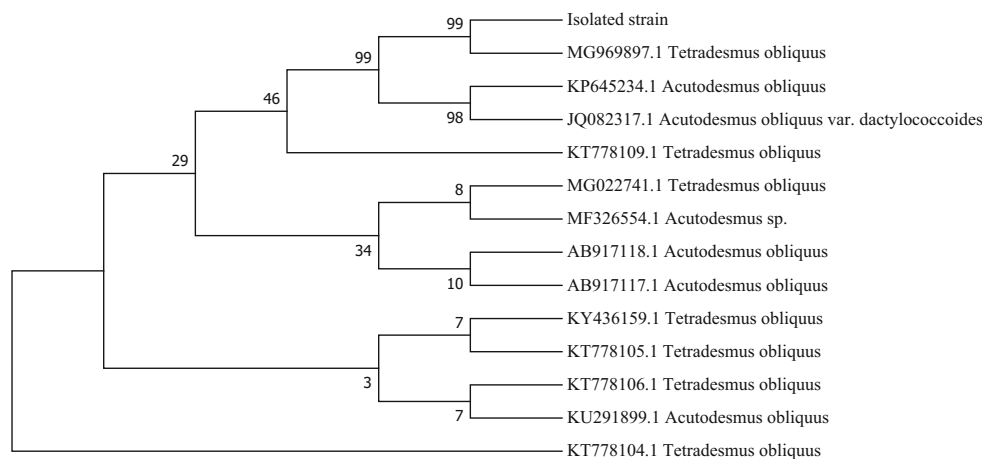 99
Isolated strain
99
MG969897.1 Tetradesmus obliquus
46
KP645234.1 Acutodesmus obliquus
98
JQ082317.1 Acutodesmus obliquus var. dactylococcoides
29
KT778109.1 Tetradesmus obliquus
8
MG022741.1 Tetradesmus obliquus
34
MF326554.1 Acutodesmus sp.
AB917118.1 Acutodesmus obliquus
10
AB917117.1 Acutodesmus obliquus
7
KY436159.1 Tetradesmus obliquus
3
KT778105.1 Tetradesmus obliquus
KT778106.1 Tetradesmus obliquus
7
KU291899.1 Acutodesmus obliquus
KT778104.1 Tetradesmus obliquus